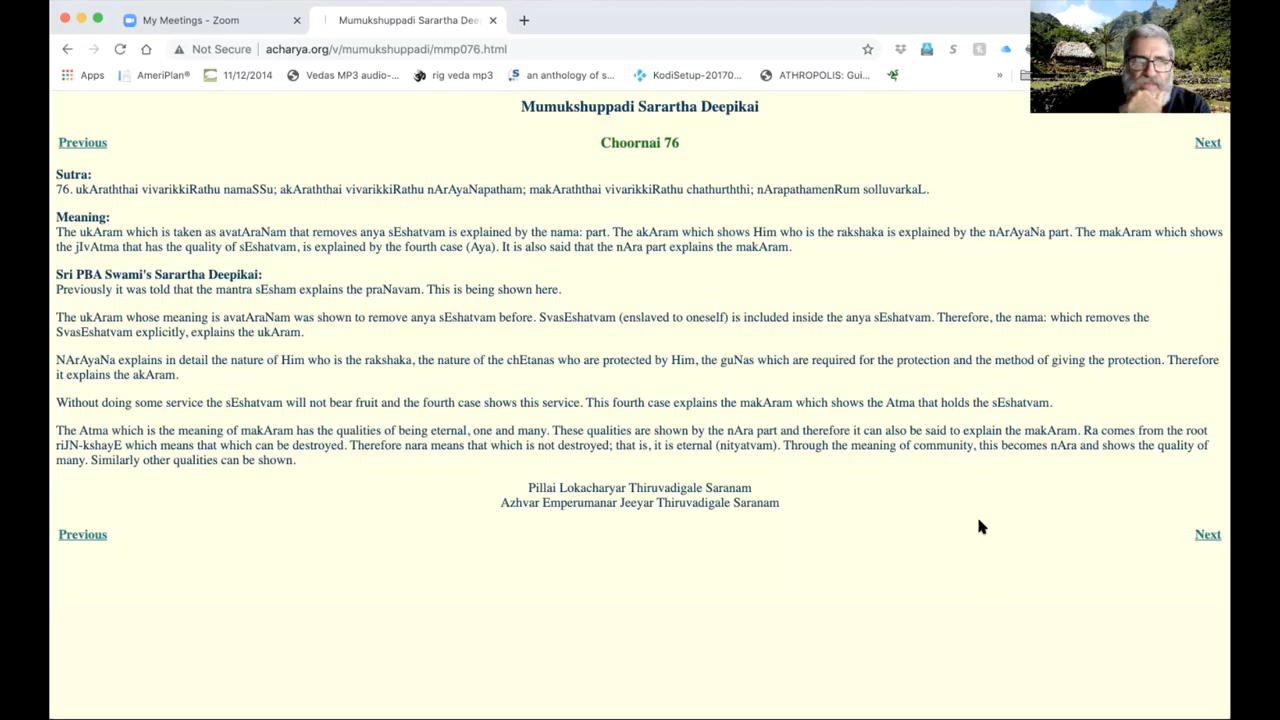 My Meetings - Zoom
Mumukshuppadi Sarartha Dee
Not Secure | acharya.org/v/mumukshuppadi/mmp076.html
Apps AmeriPlan® 11/12/2014 Vedas MP3 audio-... rig veda mp3 an anthology of s... KodiSetup-20170... ATHROPOLIS: Gui... »
Mumukshuppadi Sarartha Deepikai
Previous Choornai 76 Next
Sutra:
76. ukAraththai vivarikkiRathu namaSSu; akAraththai vivarikkiRathu nArAyaNapatham; makAraththai vivarikkiRathu chathurththi; nArapathamenRum solluvarkaL.
Meaning:
The ukAram which is taken as avatAraNam that removes anya sEshatvam is explained by the nama: part. The akAram which shows Him who is the rakshaka is explained by the nArAyaNa part. The makAram which shows
the jIvAtma that has the quality of sEshatvam, is explained by the fourth case (Aya). It is also said that the nAra part explains the makAram.
Sri PBA Swami's Sarartha Deepikai:
Previously it was told that the mantra sEsham explains the praNavam. This is being shown here.
The ukAram whose meaning is avatAraNam was shown to remove anya sEshatvam before. SvasEshatvam (enslaved to oneself) is included inside the anya sEshatvam. Therefore, the nama: which removes the
SvasEshatvam explicitly, explains the ukAram.
NArAyaNa explains in detail the nature of Him who is the rakshaka, the nature of the chEtanas who are protected by Him, the guNas which are required for the protection and the method of giving the protection. Therefore
it explains the akAram.
Without doing some service the sEshatvam will not bear fruit and the fourth case shows this service. This fourth case explains the makAram which shows the Atma that holds the sEshatvam.
The Atma which is the meaning of makAram has the qualities of being eternal, one and many. These qualities are shown by the nAra part and therefore it can also be said to explain the makAram. Ra comes from the root
riJN-kshayE which means that which can be destroyed. Therefore nara means that which is not destroyed; that is, it is eternal (nityatvam). Through the meaning of community, this becomes nAra and shows the quality of
many. Similarly other qualities can be shown.
Pillai Lokacharyar Thiruvadigale Saranam
Azhvar Emperumanar Jeeyar Thiruvadigale Saranam
Previous Next